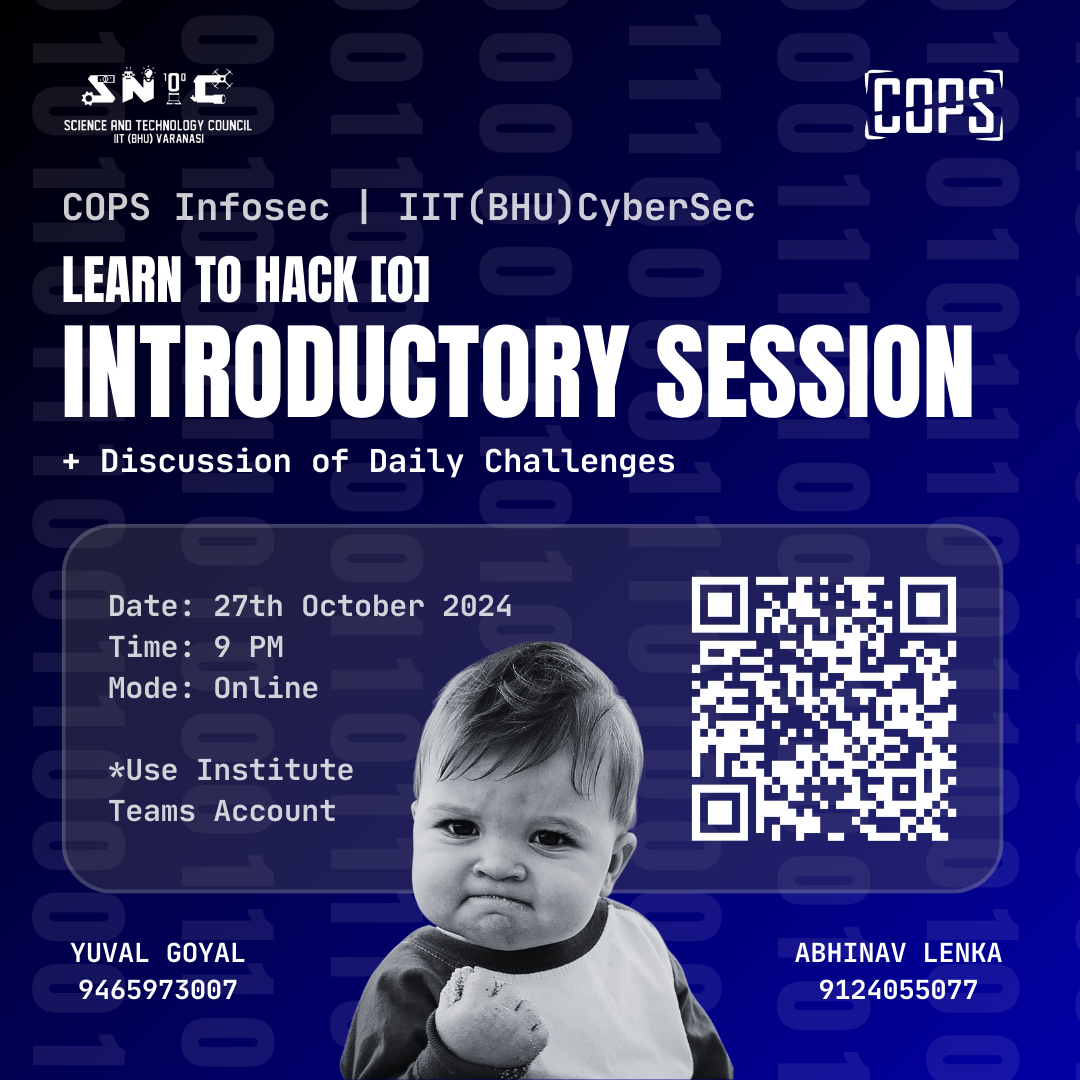 SNTC
SCIENCE AND TECHNOLOGY COUNCIL
IIT (BHU) VARANASI
COPS
COPS Infosec | IIT(BHU)CyberSec
LEARN TO HACK [0]
INTRODUCTORY SESSION
+ Discussion of Daily Challenges
Date: 27th October 2024
Time: 9 PM
Mode: Online
*Use Institute
Teams Account
YUVAL GOYAL
9465973007
ABHINAV LENKA
9124055077